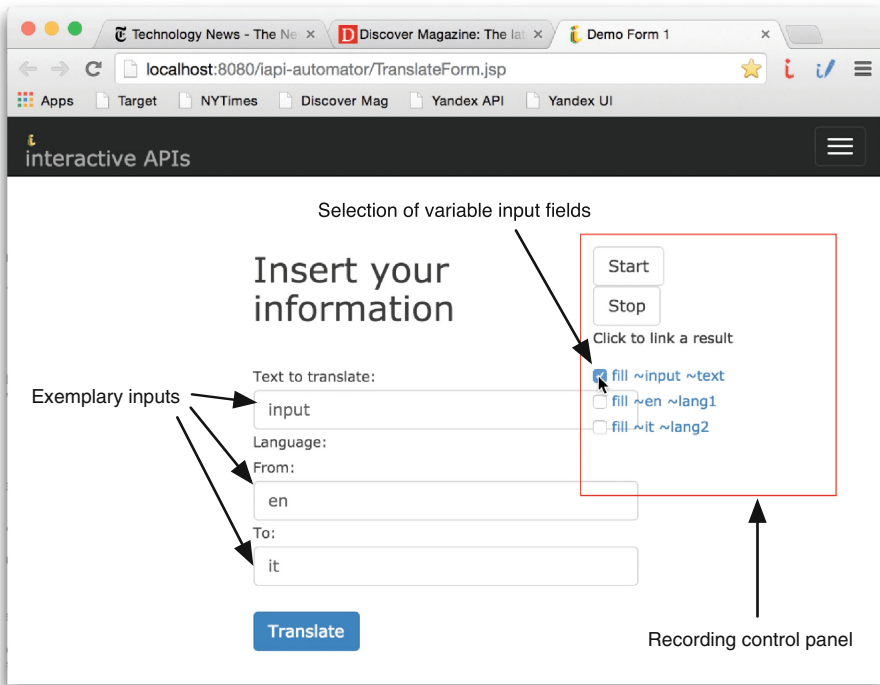 Technology News - The Ne
Discover Magazine: The lat
Demo Form 1
localhost:8080/iapi-automator/TranslateForm.jsp
Apps Target NYTimes Discover Mag Yandex API Yandex UI
interactive APIs
Selection of variable input fields
Insert your
information
Start
Stop
Click to link a result
fill ~input ~text
fill ~en ~lang1
fill ~it ~lang2
Exemplary inputs
Text to translate:
input
Language:
From:
en
To:
it
Translate
Recording control panel